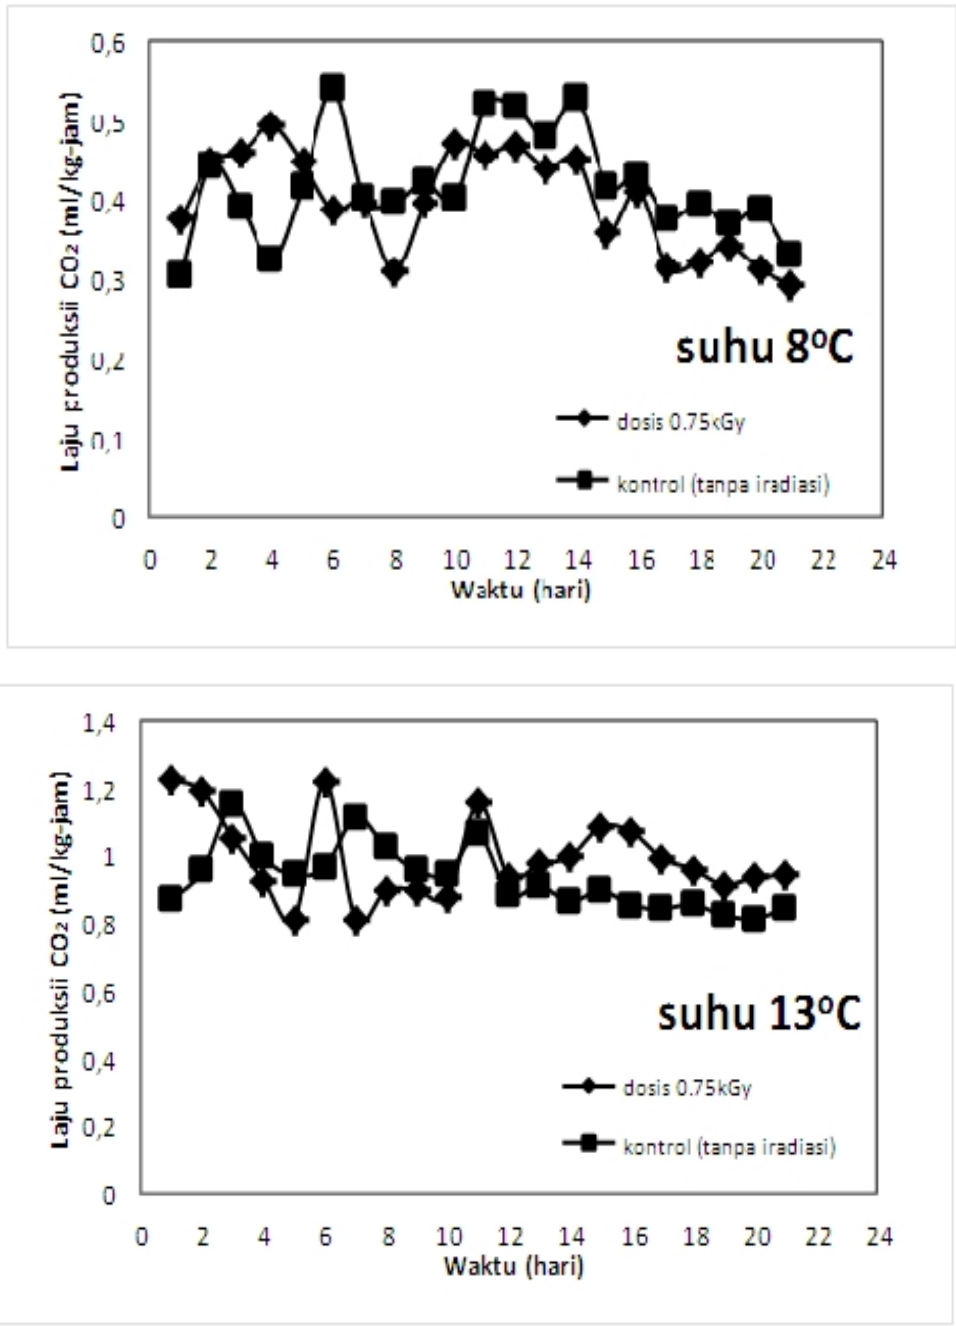 0,6
0,5
0,4
0,3
0,2
0,1
0
Laju produksii CO₂ (ml/kg-jam)
suhu 8⁰C
dosis 0.75kGy
kontrol (tanpa iradiasi)
0 2 4 6 8 10 12 14 16 18 20 22 24
Waktu (hari)
1,4
1,2
1
0,8
0,6
0,4
0,2
0
Laju produksii CO₂ (ml/kg-jam)
suhu 13⁰C
dosis 0.75kGy
kontrol (tanpa iradiasi)
0 2 4 6 8 10 12 14 16 18 20 22 24
Waktu (hari)